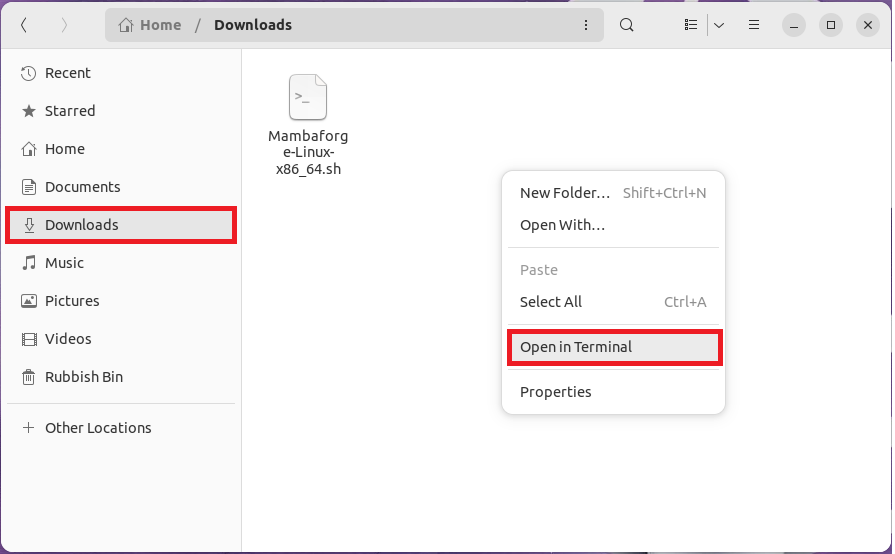 Home / Downloads
Recent
Starred
Home
Documents
Downloads
Music
Pictures
Videos
Rubbish Bin
Other Locations
>_
Mambaforg
e-Linux-
x86_64.sh
New Folder… Shift+Ctrl+N
Open With…
Paste
Select All Ctrl+A
Open in Terminal
Properties